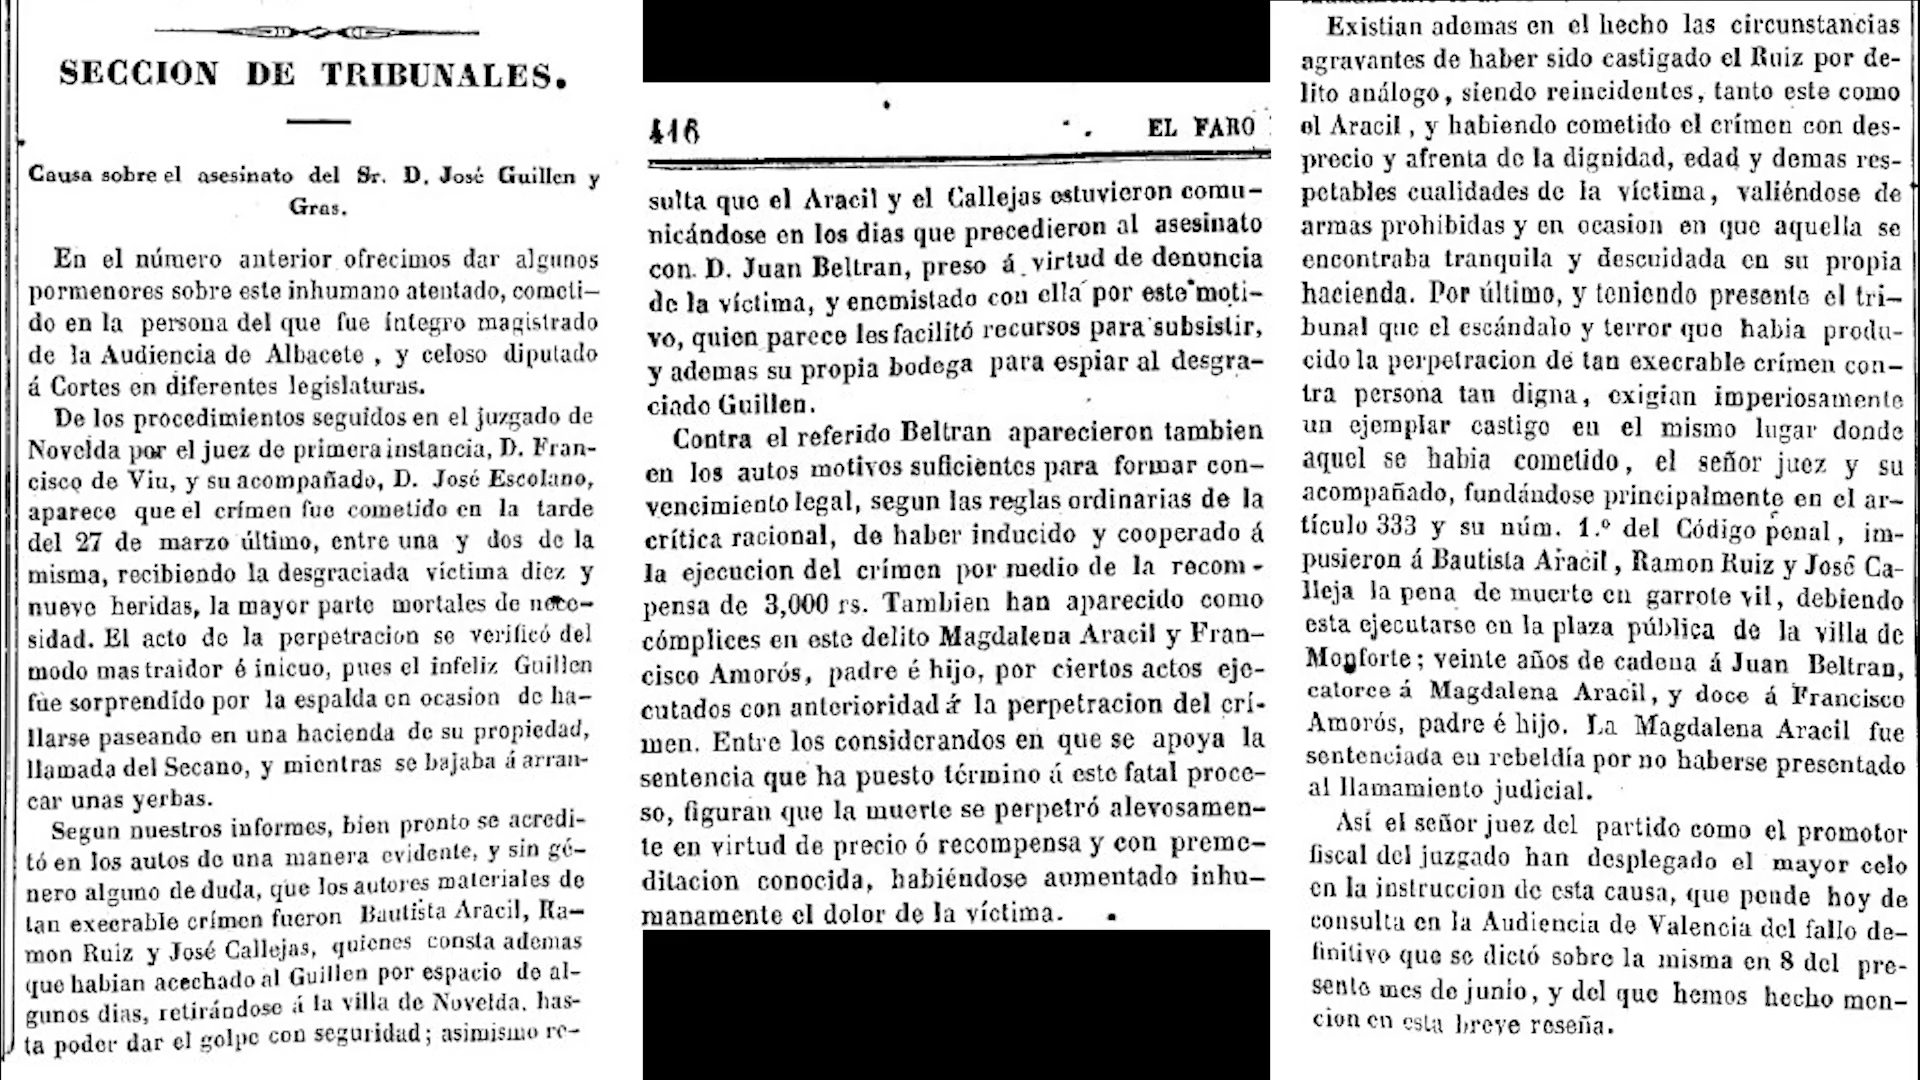 SECCION DE TRIBUNALES.
Causa sobre el asesinato del Sr. D. José Guillen y
Gras.
En el número anterior ofrecimos dar algunos
pormenores sobre este inhumano atentado, cometi-
do en la persona del que fue íntegro magistrado
de la Audiencia de Albacete, y celoso diputado
á Cortes en diferentes legislaturas.
De los procedimientos seguidos en el juzgado de
Novelda por el juez de primera instancia, D. Fran-
cisco de Viu, y su acompañado, D. José Escolano,
aparece que el crímen fue cometido en la tarde
del 27 de marzo último, entre una y dos de la
misma, recibiendo la desgraciada víctima diez y
nueve heridas, la mayor parte mortales de nece-
sidad. El acto de la perpetracion se verificó del
modo mas traidor é inicuo, pues el infeliz Guillen
fue sorprendido por la espalda en ocasion de ha-
llarse paseando en una hacienda de su propiedad,
llamada del Secano, y mientras se bajaba á arran-
car unas yerbas.
Segun nuestros informes, bien pronto se acredi-
tó en los autos de una manera evidente, y sin gé-
nero alguno de duda, que los autores materiales de
tan execrable crímen fueron Bautista Aracil, Ra-
mon Ruiz y José Callejas, quienes consta ademas
que habian acechado al Guillen por espacio de al-
gunos dias, retirándose á la villa de Novelda, has-
ta poder dar el golpe con seguridad; asimismo re-
416 EL FARO
sulta que el Aracil y el Callejas estuvieron comu-
nicándose en los dias que precedieron al asesinato
con D. Juan Beltran, preso á virtud de denuncia
de la víctima, y enemistado con ella por este moti-
vo, quien parece les facilitó recursos para subsistir,
y ademas su propia bodega para espiar al desgra-
ciado Guillen.
Contra el referido Beltran aparecieron tambien
en los autos motivos suficientes para formar con-
vencimiento legal, segun las reglas ordinarias de la
crítica racional, de haber inducido y cooperado á
la ejecucion del crímen por medio de la recom-
pensa de 3,000 rs. Tambien han aparecido como
cómplices en este delito Magdalena Aracil y Fran-
cisco Amorós, padre é hijo, por ciertos actos eje-
cutados con anterioridad á la perpetracion del crí-
men. Entre los considerandos en que se apoya la
sentencia que ha puesto término á este fatal proce-
so, figuran que la muerte se perpetró alevosamen-
te en virtud de precio ó recompensa y con preme-
ditacion conocida, habiéndose aumentado inhu-
manamente el dolor de la víctima.
Existian ademas en el hecho las circunstancias
agravantes de haber sido castigado el Ruiz por de-
lito análogo, siendo reincidentes, tanto este como
el Aracil, y habiendo cometido el crímen con des-
precio y afrenta de la dignidad, edad y demas res-
petables cualidades de la víctima, valiéndose de
armas prohibidas y en ocasion en que aquella se
encontraba tranquila y descuidada en su propia
hacienda. Por último, y teniendo presente el tri-
bunal que el escándalo y terror que habia produ-
cido la perpetracion de tan execrable crímen con-
tra persona tan digna, exigian imperiosamente
un ejemplar castigo en el mismo lugar donde
aquel se habia cometido, el señor juez y su
acompañado, fundándose principalmente en el ar-
tículo 333 y su núm. 1.º del Código penal, im-
pusieron á Bautista Aracil, Ramon Ruiz y José Ca-
lleja la pena de muerte en garrote vil, debiendo
esta ejecutarse en la plaza pública de la villa de
Monforte; veinte años de cadena á Juan Beltran,
catorce á Magdalena Aracil, y doce á Francisco
Amorós, padre é hijo. La Magdalena Aracil fue
sentenciada en rebeldía por no haberse presentado
al llamamiento judicial.
Así el señor juez del partido como el promotor
fiscal del juzgado han desplegado el mayor celo
en la instruccion de esta causa, que pende hoy de
consulta en la Audiencia de Valencia del fallo de-
finitivo que se dictó sobre la misma en 8 del pre-
sente mes de junio, y del que hemos hecho men-
cion en esta breve reseña.